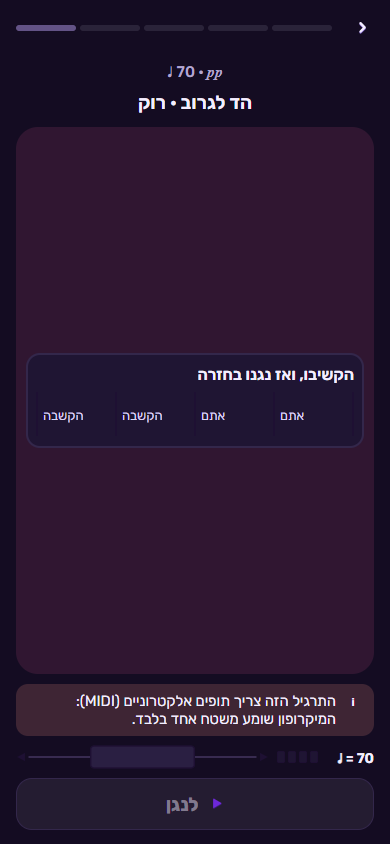 ♩ 70 • pp
הד לגרוב • רוק
הקשיבו, ואז נגנו בחזרה
הקשבה הקשבה אתם אתם
i התרגיל הזה צריך תופים אלקטרוניים (MIDI):
המיקרופון שומע משטח אחד בלבד.
♩ = 70
לנגן